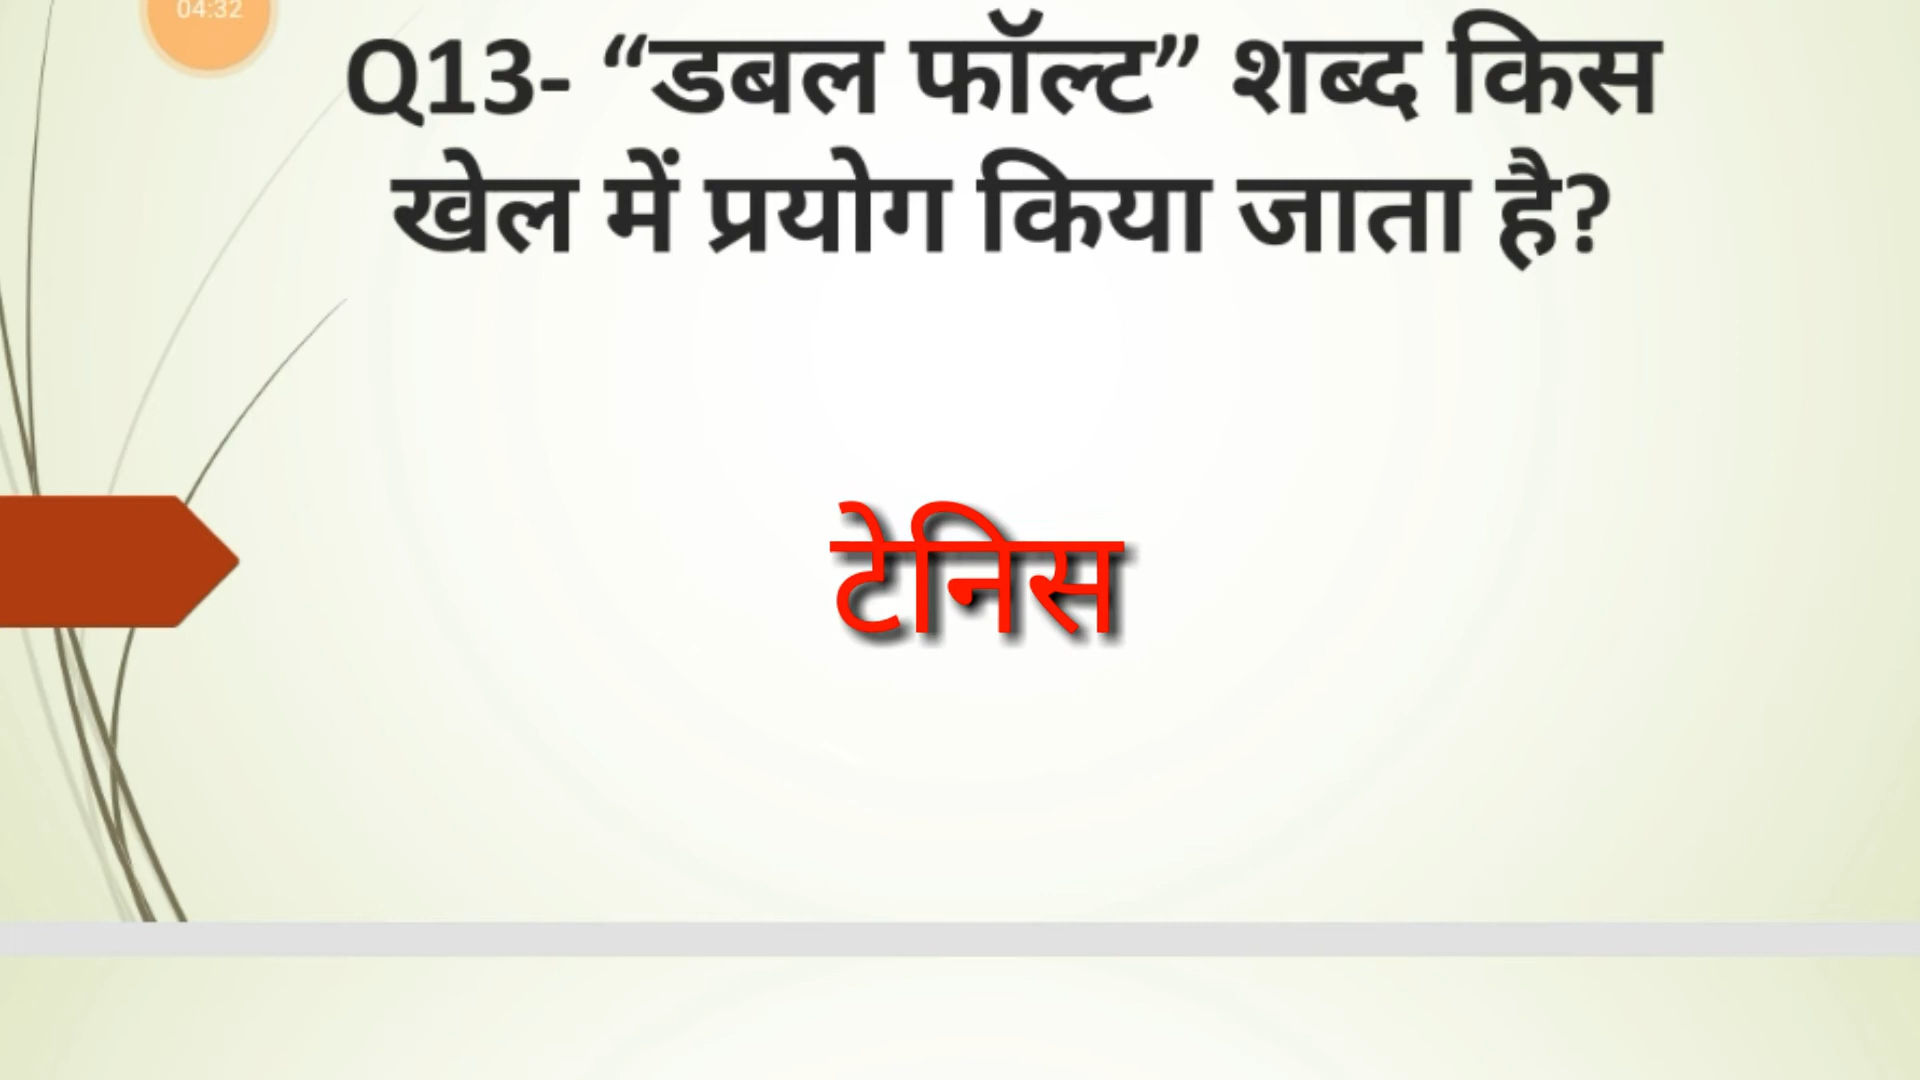 04:32
Q13- “डबल फॉल्ट” शब्द किस
खेल में प्रयोग किया जाता है?
टेनिस